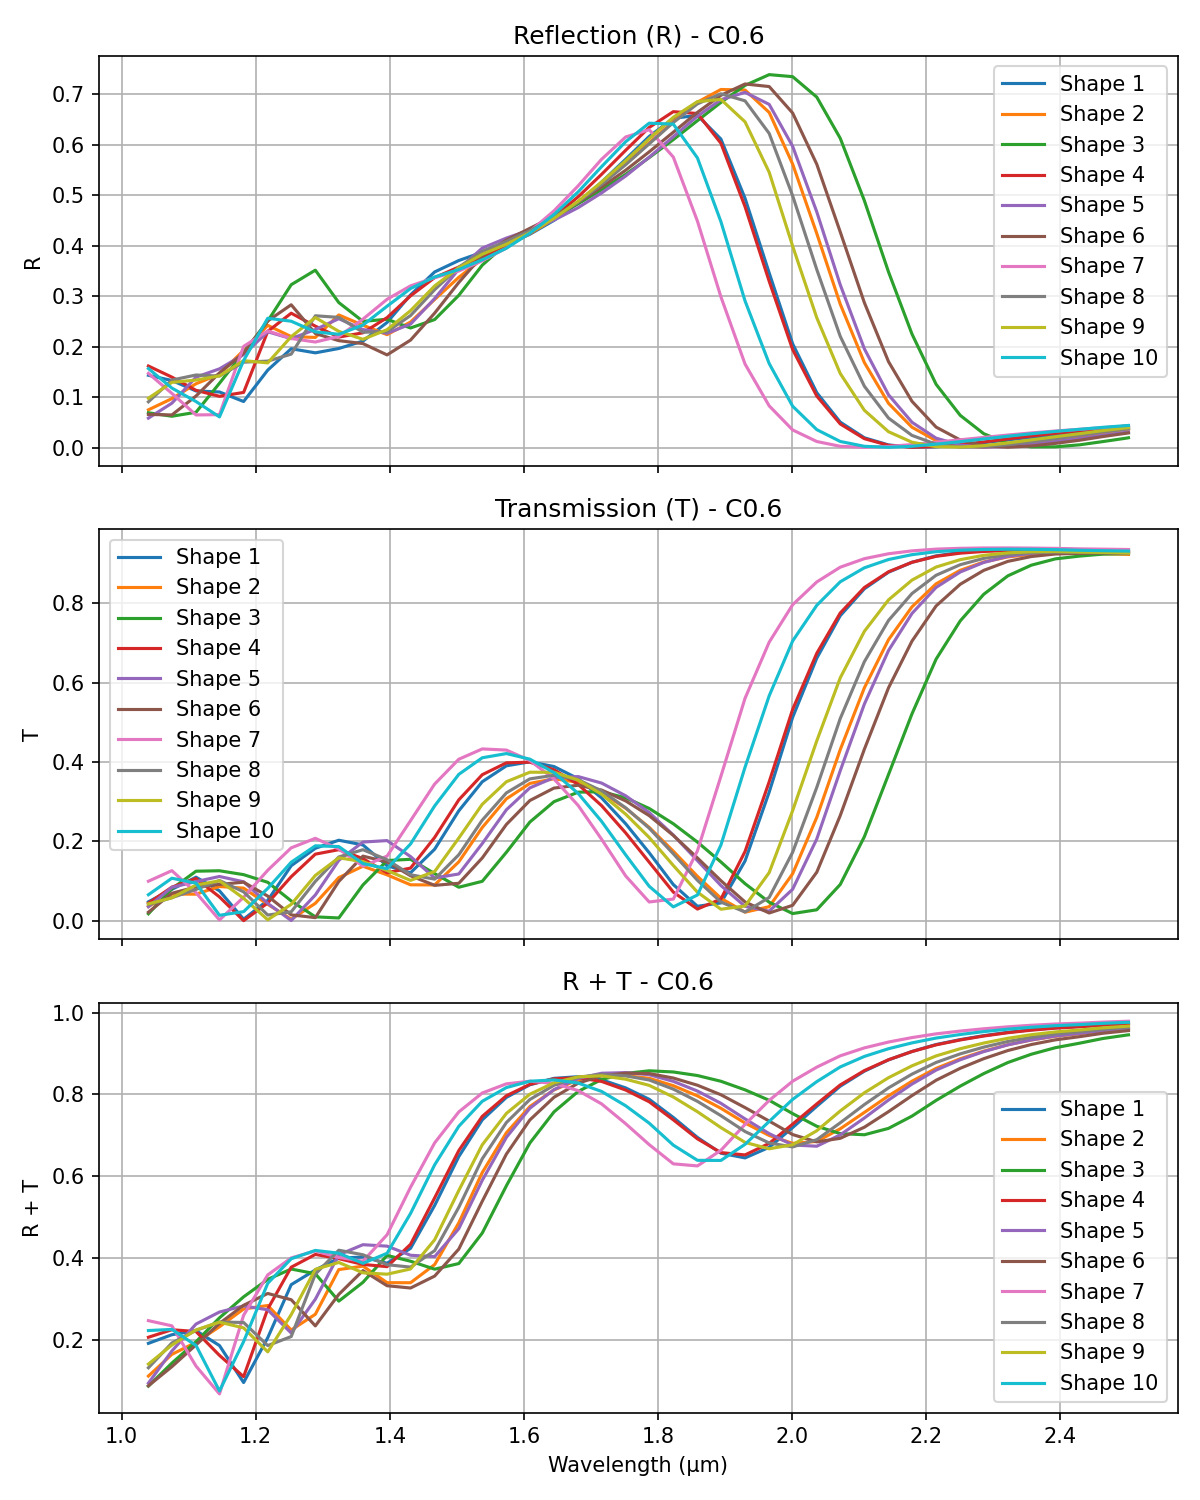 Reflection (R) - C0.6
R
0.7
0.6
0.5
0.4
0.3
0.2
0.1
0.0
Shape 1
Shape 2
Shape 3
Shape 4
Shape 5
Shape 6
Shape 7
Shape 8
Shape 9
Shape 10
Transmission (T) - C0.6
T
0.8
0.6
0.4
0.2
0.0
Shape 1
Shape 2
Shape 3
Shape 4
Shape 5
Shape 6
Shape 7
Shape 8
Shape 9
Shape 10
R + T - C0.6
R + T
1.0
0.8
0.6
0.4
0.2
Shape 1
Shape 2
Shape 3
Shape 4
Shape 5
Shape 6
Shape 7
Shape 8
Shape 9
Shape 10
1.0 1.2 1.4 1.6 1.8 2.0 2.2 2.4
Wavelength (μm)